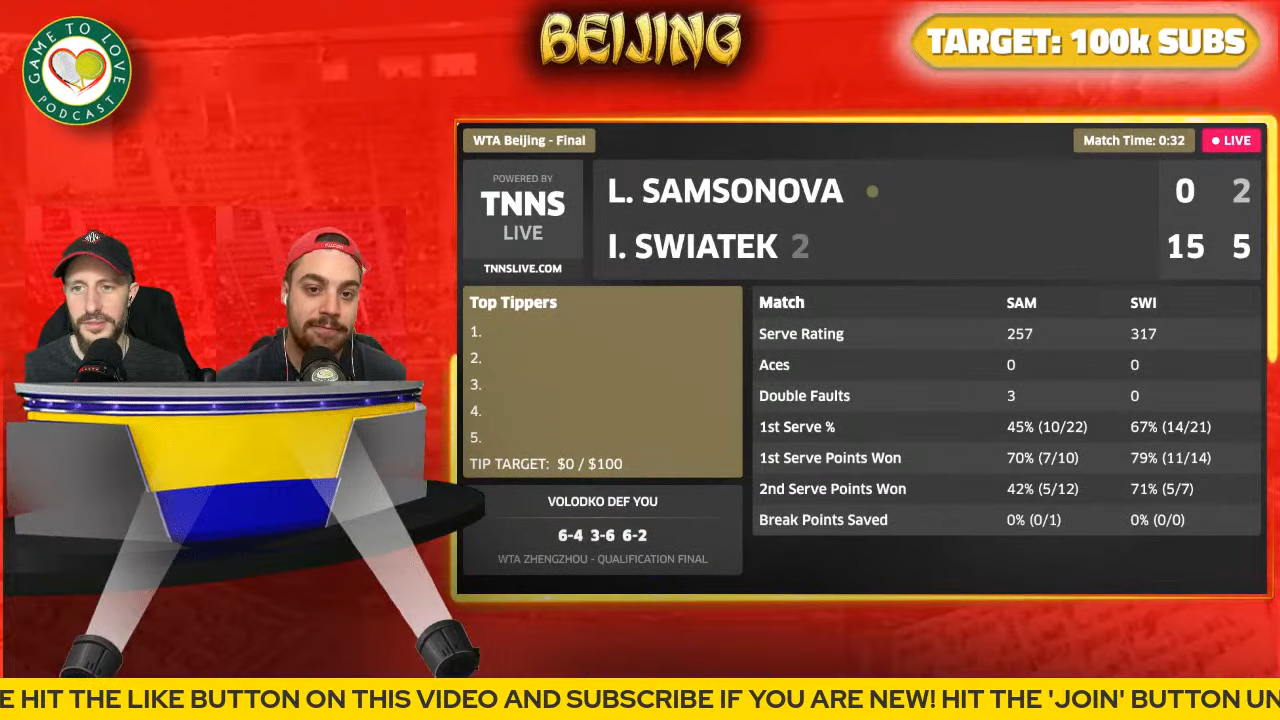 GAME TO LOVE
PODCAST
BEIJING
TARGET: 100k SUBS
WTA Beijing - Final
Match Time: 0:32
LIVE
POWERED BY
TNNS
LIVE
TNNSLIVE.COM
L. SAMSONOVA 0 2
I. SWIATEK 2 15 5
Top Tippers
1.
2.
3.
4.
5.
TIP TARGET: $0 / $100
VOLODKO DEF YOU
6-4 3-6 6-2
WTA ZHENGZHOU - QUALIFICATION FINAL
Match SAM SWI
Serve Rating 257 317
Aces 0 0
Double Faults 3 0
1st Serve % 45% (10/22) 67% (14/21)
1st Serve Points Won 70% (7/10) 79% (11/14)
2nd Serve Points Won 42% (5/12) 71% (5/7)
Break Points Saved 0% (0/1) 0% (0/0)
E HIT THE LIKE BUTTON ON THIS VIDEO AND SUBSCRIBE IF YOU ARE NEW! HIT THE 'JOIN' BUTTON UN